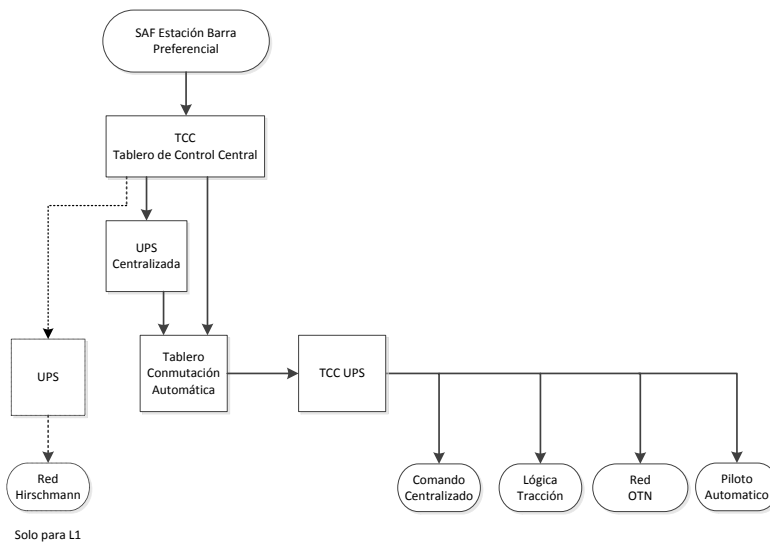 SAF Estación Barra
Preferencial
TCC
Tablero de Control Central
UPS
Centralizada
UPS
Tablero
Conmutación
Automática
TCC UPS
Red
Hirschmann
Comando
Centralizado
Lógica
Tracción
Red
OTN
Piloto
Automatico
Solo para L1